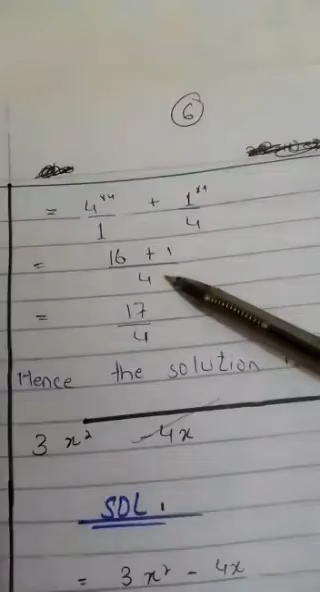 6
= 4×4/1 + 1×1/4
= 16 + 1/4
= 17/4
Hence the solution
3x² - 4x
SOL.
= 3x² - 4x